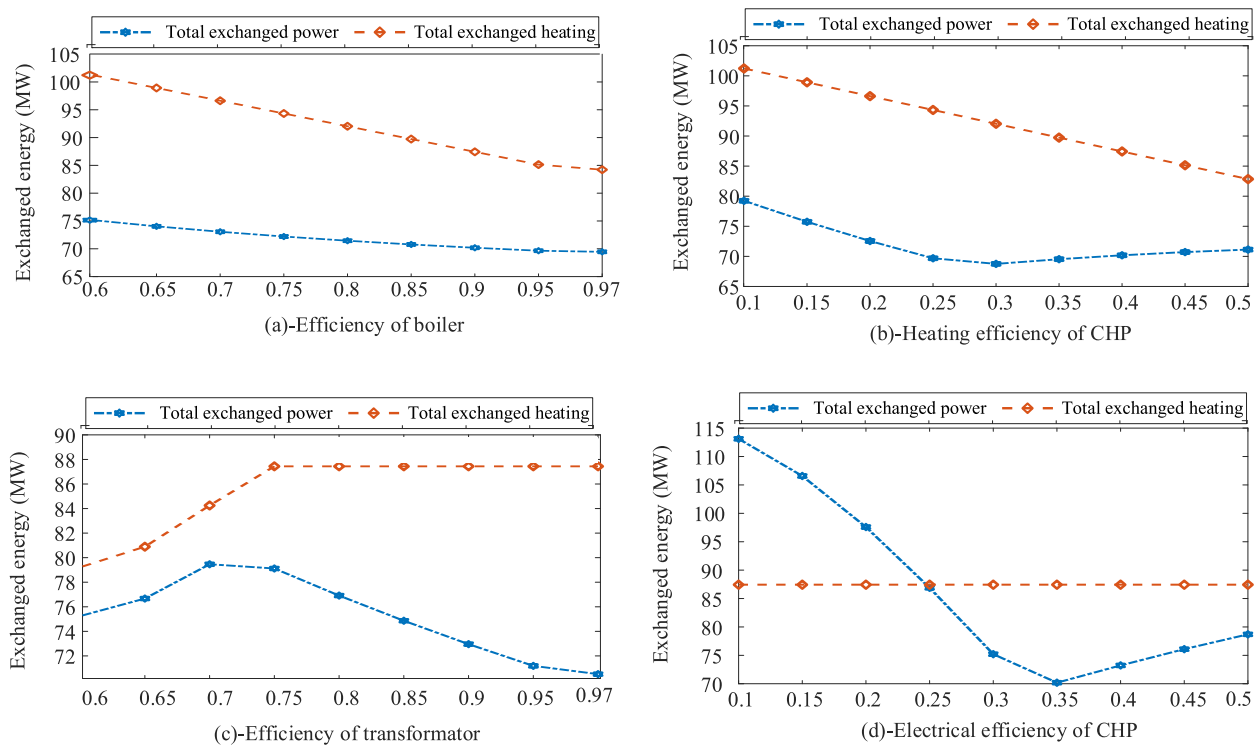 Total exchanged power Total exchanged heating
Exchanged energy (MW)
105
100
95
90
85
80
75
70
65
0.6 0.65 0.7 0.75 0.8 0.85 0.9 0.95 0.97
(a)-Efficiency of boiler
Total exchanged power Total exchanged heating
Exchanged energy (MW)
105
100
95
90
85
80
75
70
65
0.1 0.15 0.2 0.25 0.3 0.35 0.4 0.45 0.5
(b)-Heating efficiency of CHP
Total exchanged power Total exchanged heating
Exchanged energy (MW)
90
88
86
82
80
78
76
74
72
0.6 0.65 0.7 0.75 0.8 0.85 0.9 0.95 0.97
(c)-Efficiency of transformator
Total exchanged power Total exchanged heating
Exchanged energy (MW)
115
110
105
100
95
90
85
80
75
70
0.1 0.15 0.2 0.25 0.3 0.35 0.4 0.45 0.5
(d)-Electrical efficiency of CHP